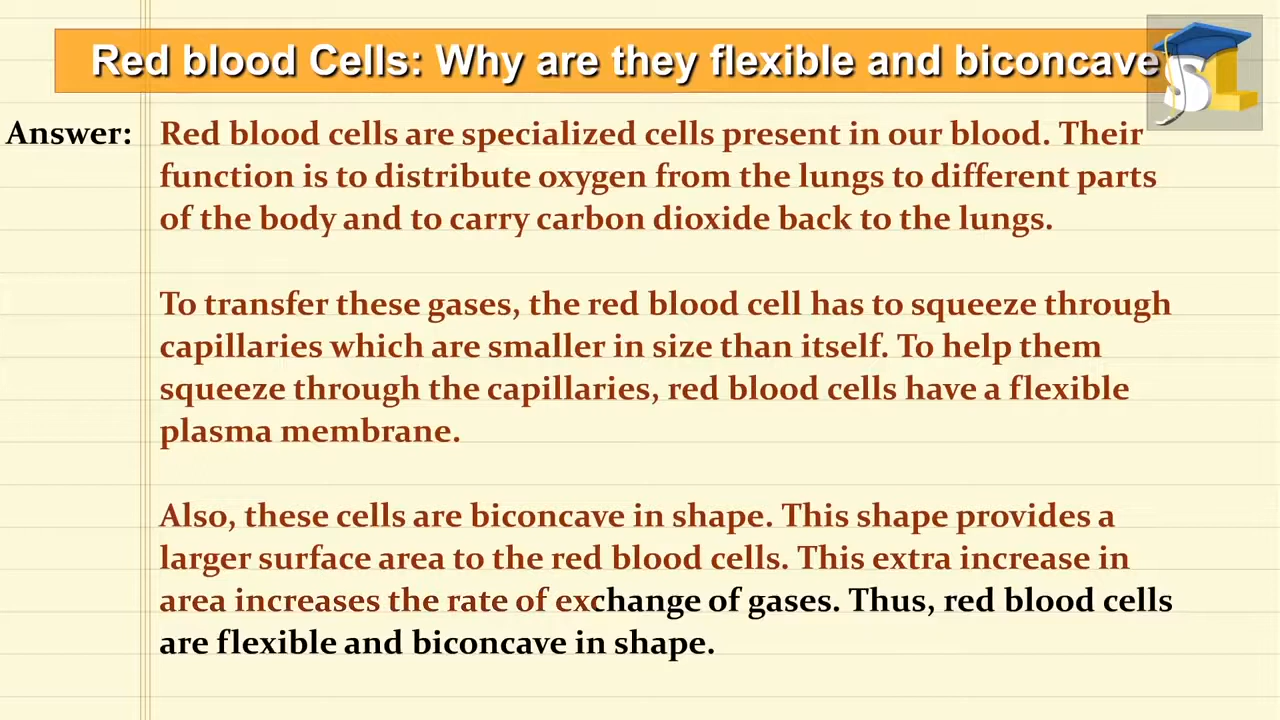 Red blood Cells: Why are they flexible and biconcave
SL
Answer:
Red blood cells are specialized cells present in our blood. Their
function is to distribute oxygen from the lungs to different parts
of the body and to carry carbon dioxide back to the lungs.
To transfer these gases, the red blood cell has to squeeze through
capillaries which are smaller in size than itself. To help them
squeeze through the capillaries, red blood cells have a flexible
plasma membrane.
Also, these cells are biconcave in shape. This shape provides a
larger surface area to the red blood cells. This extra increase in
area increases the rate of exchange of gases. Thus, red blood cells
are flexible and biconcave in shape.